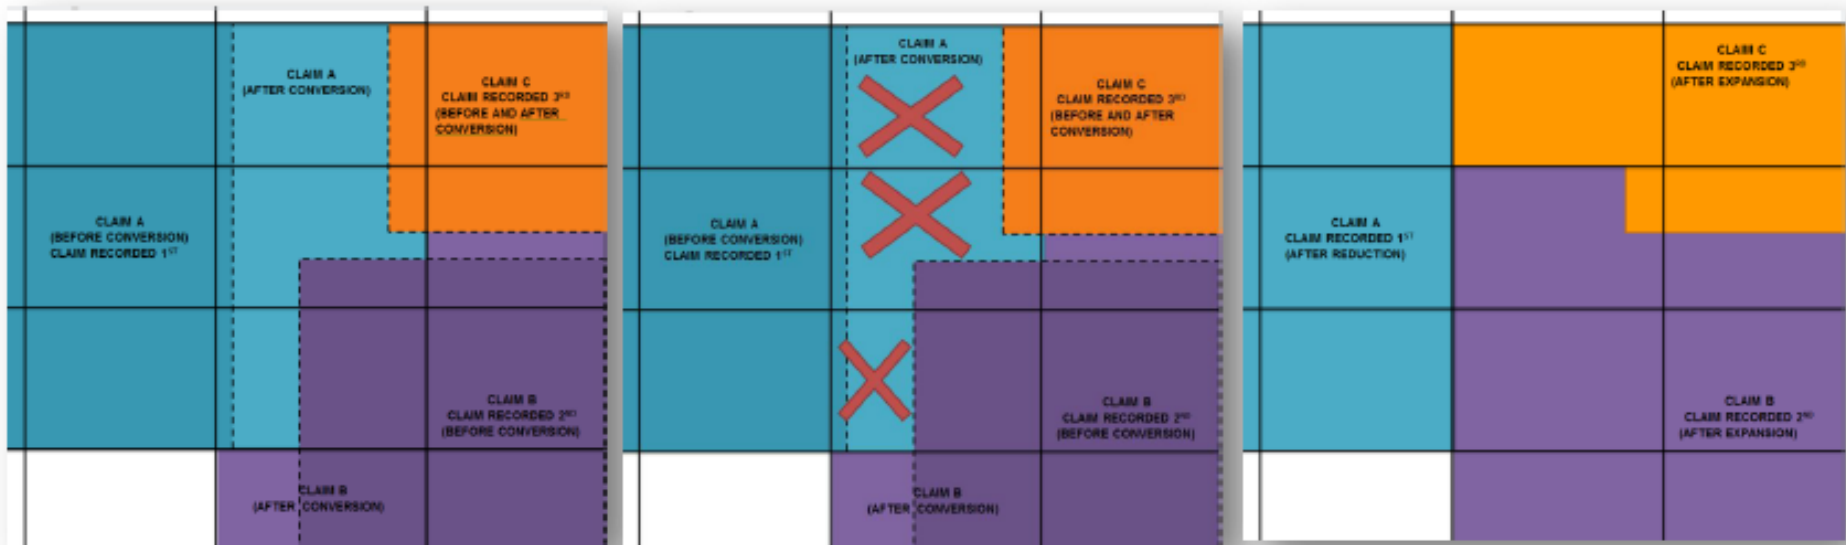 CLAIM A
(AFTER CONVERSION)
CLAIM C
CLAIM RECORDED 3RD
(BEFORE AND AFTER
CONVERSION)
CLAIM A
(BEFORE CONVERSION)
CLAIM RECORDED 1ST
CLAIM B
CLAIM RECORDED 2ND
(BEFORE CONVERSION)
CLAIM B
(AFTER CONVERSION)
CLAIM A
(AFTER CONVERSION)
CLAIM C
CLAIM RECORDED 3RD
(BEFORE AND AFTER
CONVERSION)
CLAIM A
(BEFORE CONVERSION)
CLAIM RECORDED 1ST
CLAIM B
CLAIM RECORDED 2ND
(BEFORE CONVERSION)
CLAIM B
(AFTER CONVERSION)
CLAIM C
CLAIM RECORDED 3RD
(AFTER EXPANSION)
CLAIM A
CLAIM RECORDED 1ST
(AFTER REDUCTION)
CLAIM B
CLAIM RECORDED 2ND
(AFTER EXPANSION)